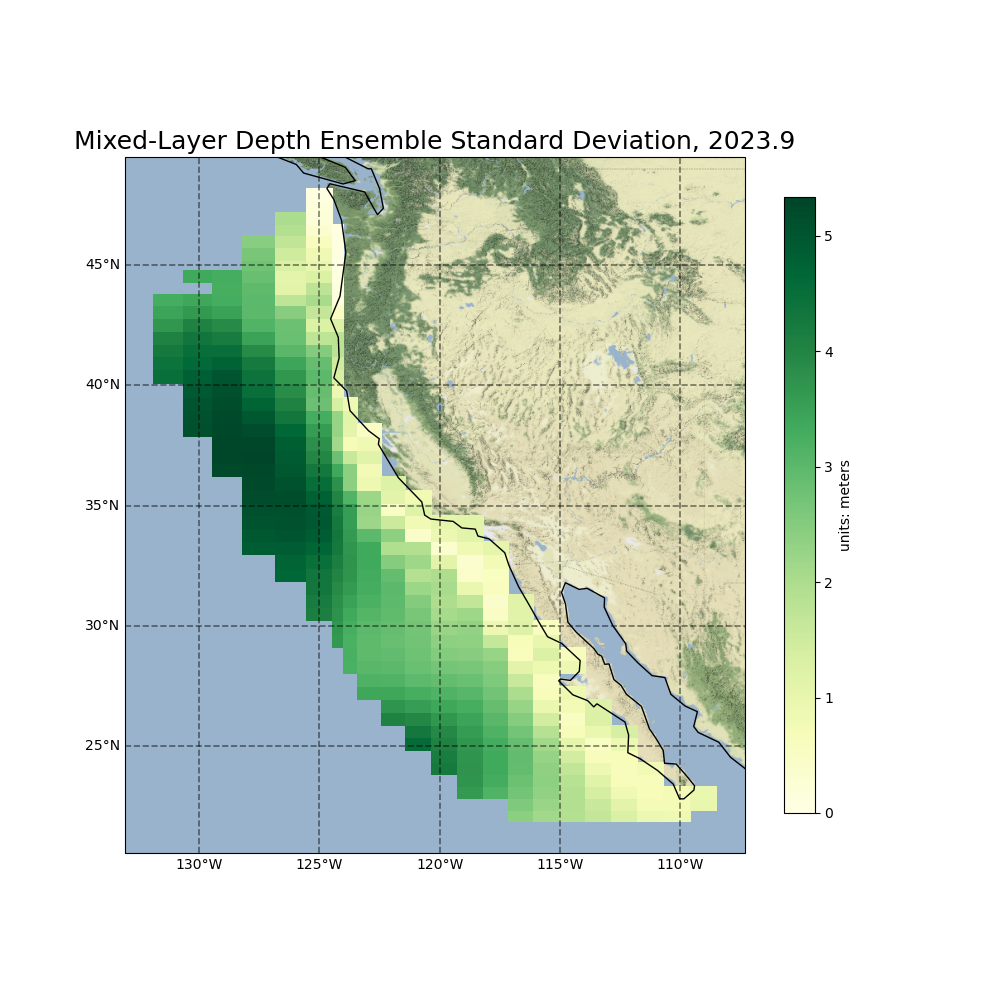 Mixed-Layer Depth Ensemble Standard Deviation, 2023.9
45°N
40°N
35°N
30°N
25°N
130°W
125°W
120°W
115°W
110°W
5
4
3
2
1
0
units: meters